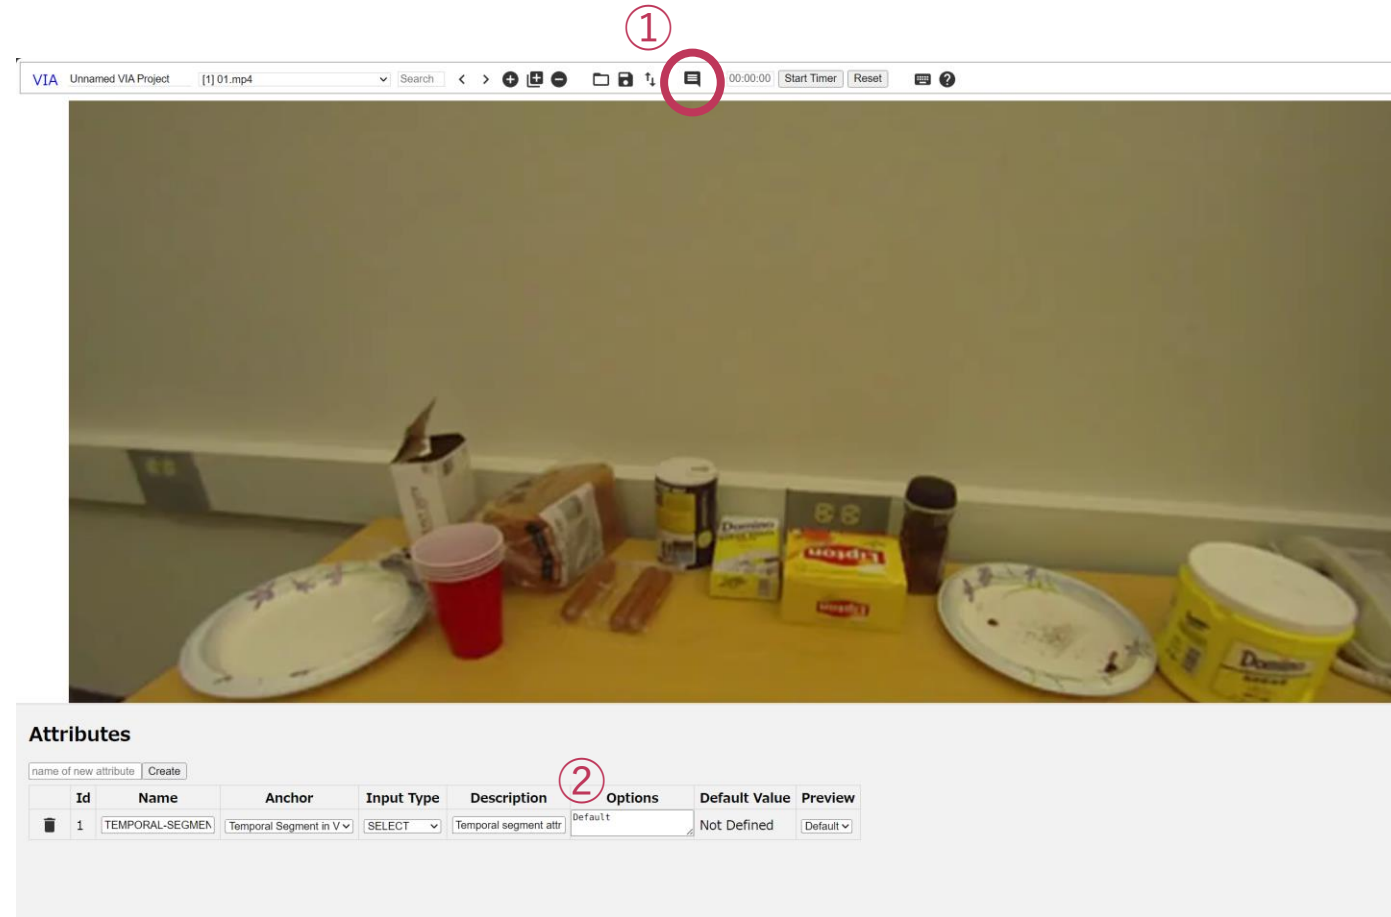 ①
VIA Unnamed VIA Project [1] 01.mp4 Search 00:00:00 Start Timer Reset
Domino
Lipton
Lipton
Domino
Attributes
name of new attribute Create
②
Id Name Anchor Input Type Description Options Default Value Preview
1 TEMPORAL-SEGMEN Temporal Segment in V SELECT Temporal segment attr Default Not Defined Default